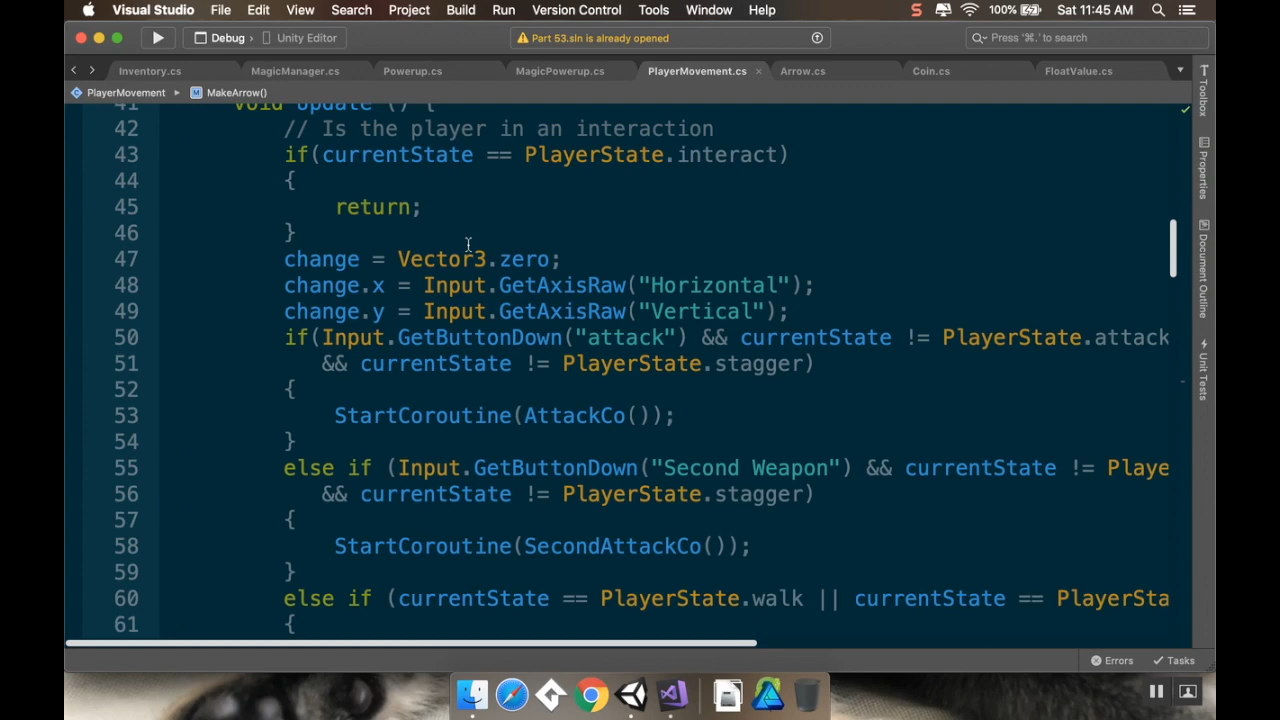 Visual Studio File Edit View Search Project Build Run Version Control Tools Window Help 100% Sat 11:45 AM
Debug › Unity Editor Part 53.sln is already opened Press '⌘.' to search
Inventory.cs MagicManager.cs Powerup.cs MagicPowerup.cs PlayerMovement.cs × Arrow.cs Coin.cs FloatValue.cs
PlayerMovement ▸ M MakeArrow()
41 void Update () {
42 // Is the player in an interaction
43 if(currentState == PlayerState.interact)
44 {
45 return;
46 }
47 change = Vector3.zero;
48 change.x = Input.GetAxisRaw("Horizontal");
49 change.y = Input.GetAxisRaw("Vertical");
50 if(Input.GetButtonDown("attack") && currentState != PlayerState.attack
51 && currentState != PlayerState.stagger)
52 {
53 StartCoroutine(AttackCo());
54 }
55 else if (Input.GetButtonDown("Second Weapon") && currentState != Playe
56 && currentState != PlayerState.stagger)
57 {
58 StartCoroutine(SecondAttackCo());
59 }
60 else if (currentState == PlayerState.walk || currentState == PlayerSta
61 {
Toolbox
Properties
Document Outline
Unit Tests
Errors Tasks